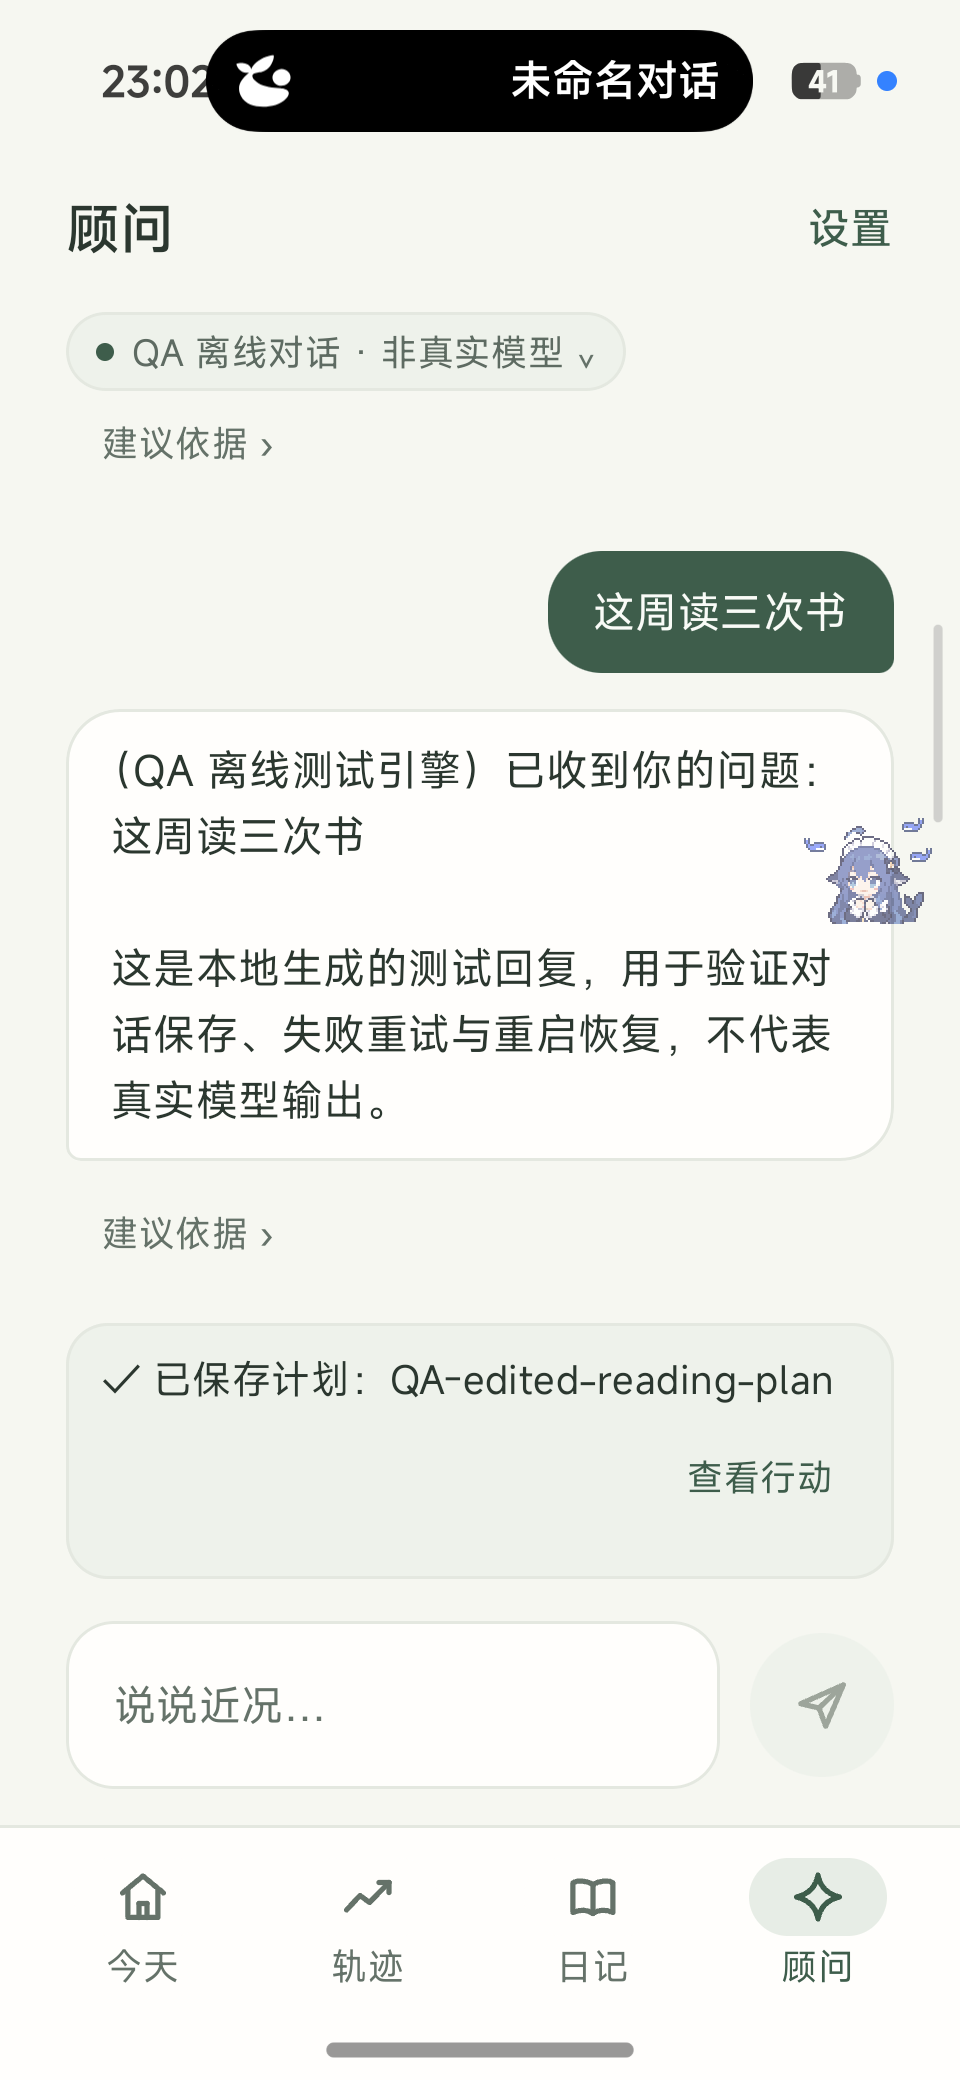 23:02
未命名对话
41
顾问
设置
QA 离线对话 · 非真实模型
建议依据 ›
这周读三次书
（QA 离线测试引擎）已收到你的问题：
这周读三次书
这是本地生成的测试回复，用于验证对
话保存、失败重试与重启恢复，不代表
真实模型输出。
建议依据 ›
✓ 已保存计划：QA-edited-reading-plan
查看行动
说说近况...
今天
轨迹
日记
顾问